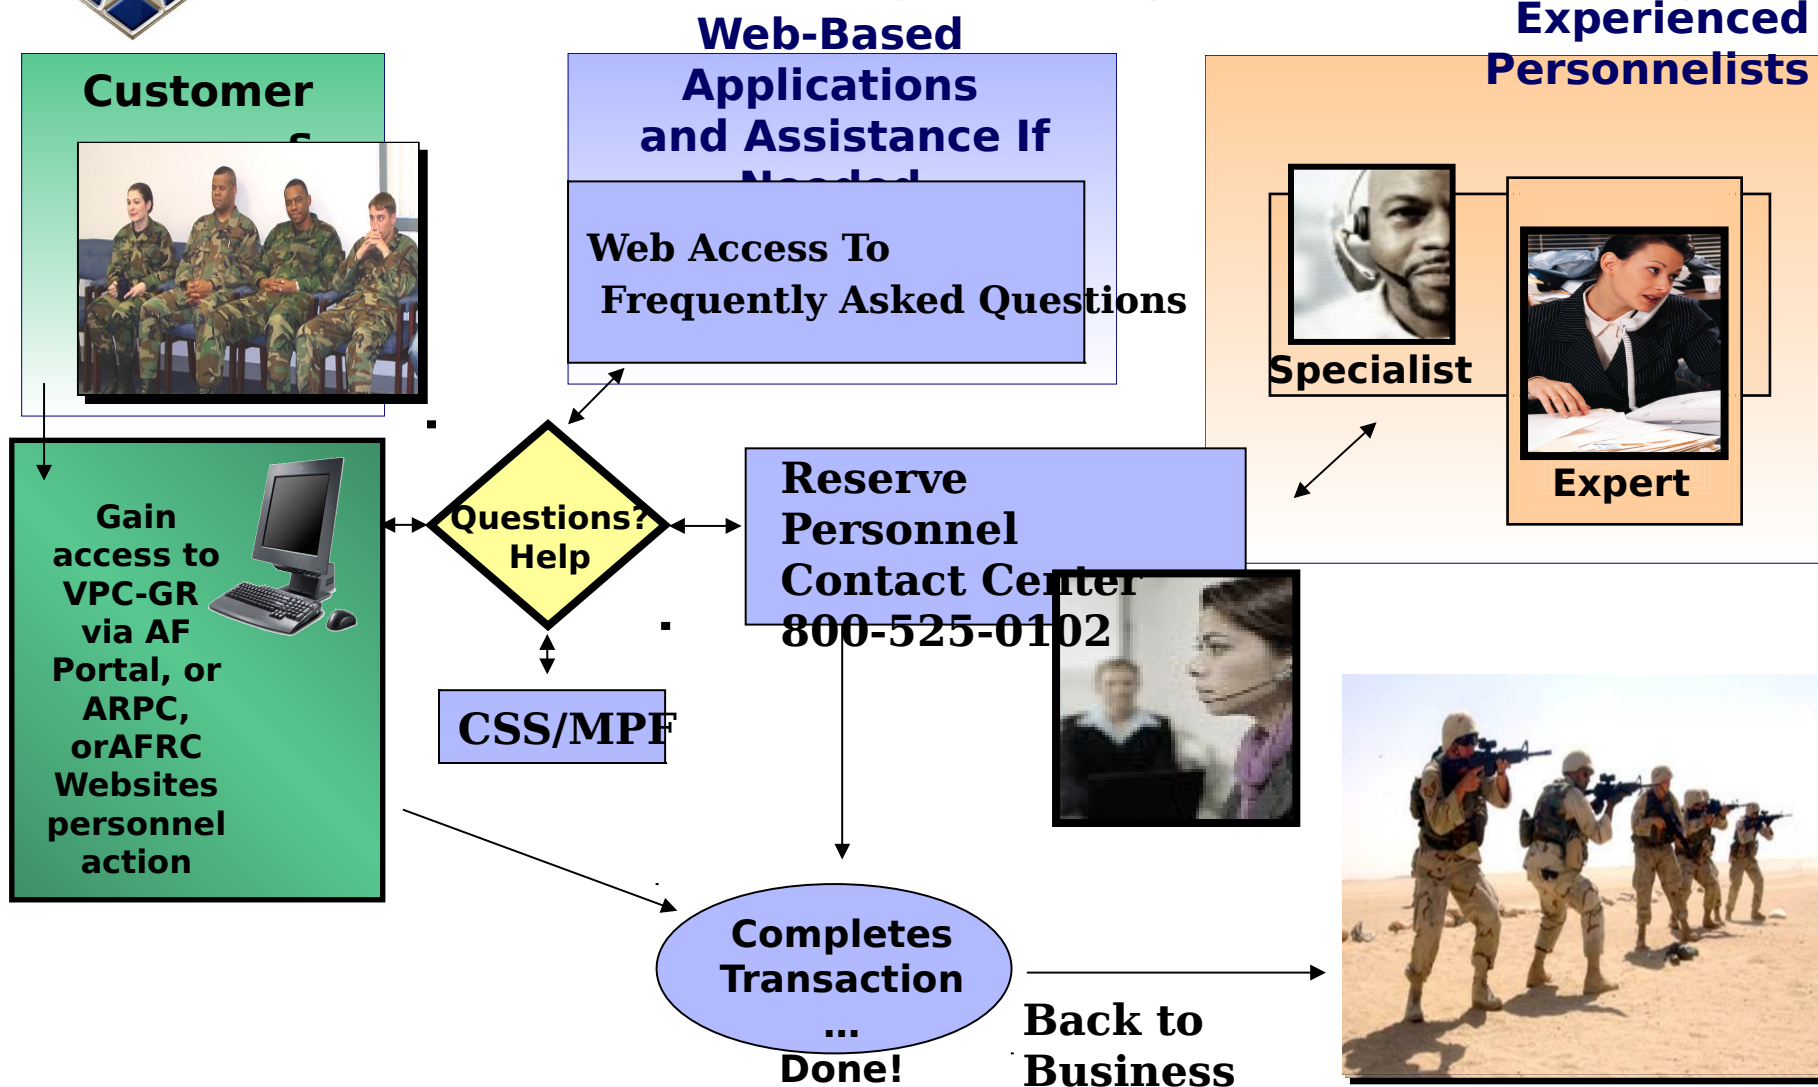 Experienced
Personnelists
Web-Based
Applications
and Assistance If
Needed
Customer
s
Web Access To
Frequently Asked Questions
Specialist
Expert
Gain
access to
VPC-GR
via AF
Portal, or
ARPC,
orAFRC
Websites
personnel
action
Questions?
Help
Reserve
Personnel
Contact Center
800-525-0102
CSS/MPF
Completes
Transaction
...
Done!
Back to
Business